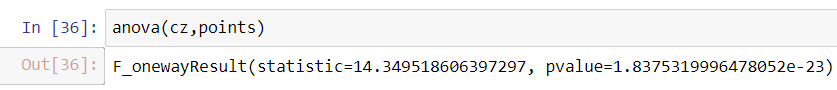 In [36]: anova(cz,points)
Out[36]: F_onewayResult(statistic=14.349518606397297, pvalue=1.8375319996478052e-23)